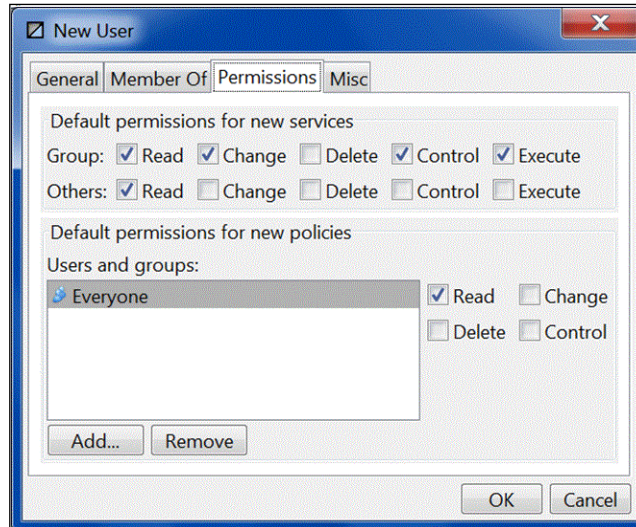 New User
General Member Of Permissions Misc
Default permissions for new services
Group: Read Change Delete Control Execute
Others: Read Change Delete Control Execute
Default permissions for new policies
Users and groups:
Everyone
Read Change
Delete Control
Add... Remove
OK Cancel